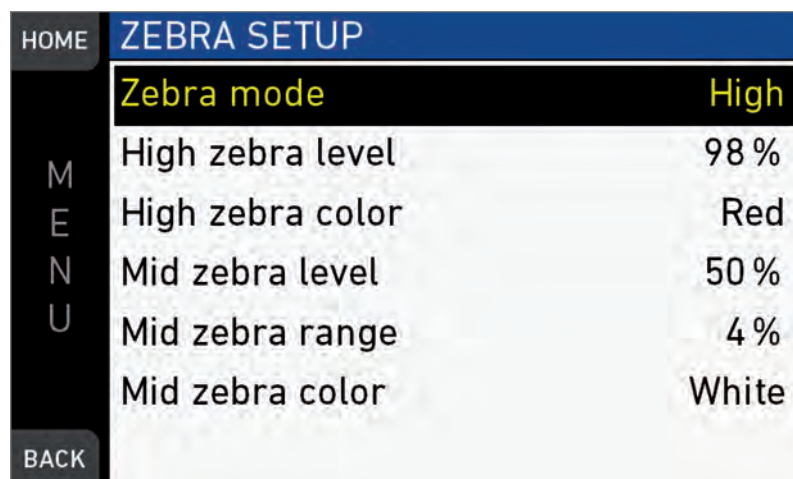 HOME ZEBRA SETUP
Zebra mode High
High zebra level 98 %
High zebra color Red
Mid zebra level 50 %
Mid zebra range 4 %
Mid zebra color White
MENU
BACK